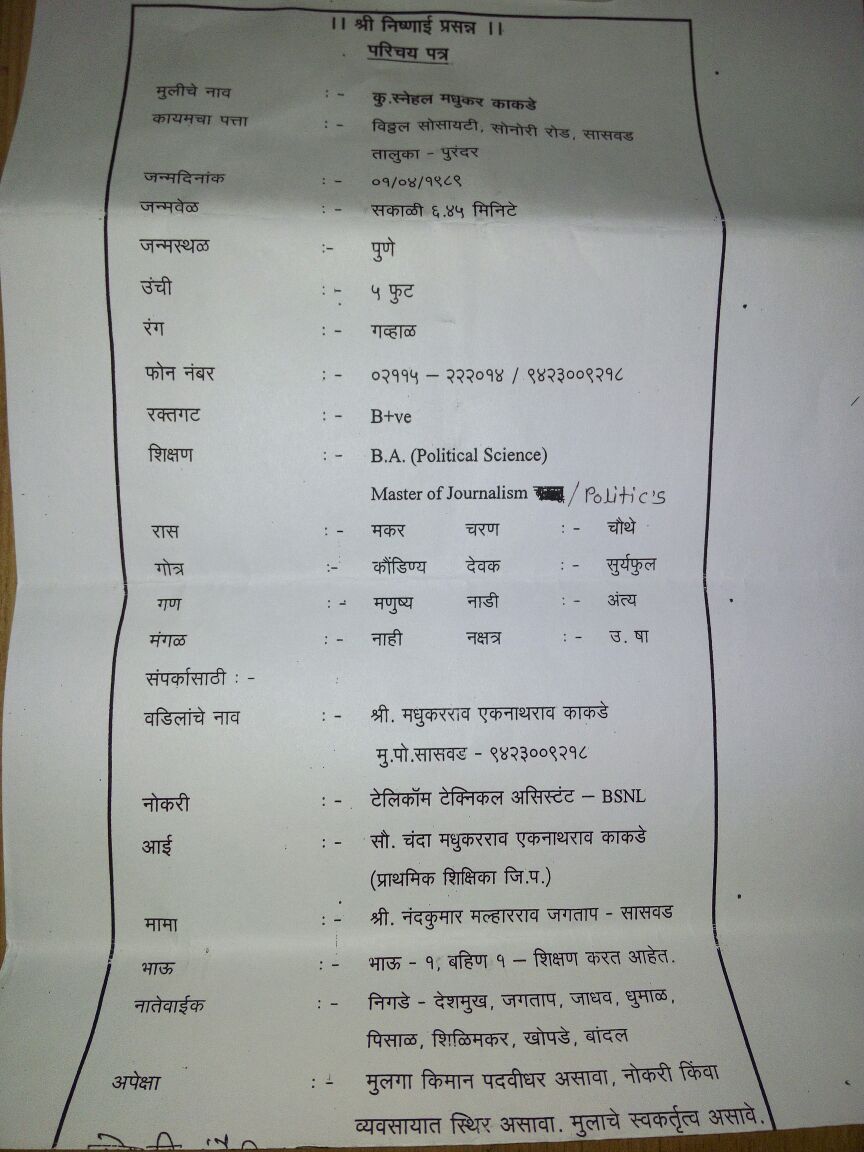 ।। श्री निष्णाई प्रसन्न ।।
परिचय पत्र
मुलीचे नाव :- कु.स्नेहल मधुकर काकडे
कायमचा पत्ता :- विठ्ठल सोसायटी, सोनोरी रोड, सासवड
तालुका - पुरंदर
जन्मदिनांक :- ०१/०४/१९८९
जन्मवेळ :- सकाळी ६.४५ मिनिटे
जन्मस्थळ :- पुणे
उंची :- ५ फुट
रंग :- गव्हाळ
फोन नंबर :- ०२११५ – २२२०१४ / ९४२३००९२१८
रक्तगट :- B+ve
शिक्षण :- B.A. (Political Science)
Master of Journalism / Politic's
रास :- मकर चरण :- चौथे
गोत्र :- कौंडिण्य देवक :- सुर्यफुल
गण :- मणुष्य नाडी :- अंत्य
मंगळ :- नाही नक्षत्र :- उ. षा
संपर्कासाठी :-
वडिलांचे नाव :- श्री. मधुकरराव एकनाथराव काकडे
मु.पो.सासवड - ९४२३००९२१८
नोकरी :- टेलिकॉम टेक्निकल असिस्टंट – BSNL
आई :- सौ. चंदा मधुकरराव एकनाथराव काकडे
(प्राथमिक शिक्षिका जि.प.)
मामा :- श्री. नंदकुमार मल्हारराव जगताप - सासवड
भाऊ :- भाऊ - १, बहिण १ – शिक्षण करत आहेत.
नातेवाईक :- निगडे - देशमुख, जगताप, जाधव, धुमाळ,
पिसाळ, शिळिमकर, खोपडे, बांदल
अपेक्षा :- मुलगा किमान पदवीधर असावा, नोकरी किंवा
व्यवसायात स्थिर असावा. मुलाचे स्वकर्तृत्व असावे.